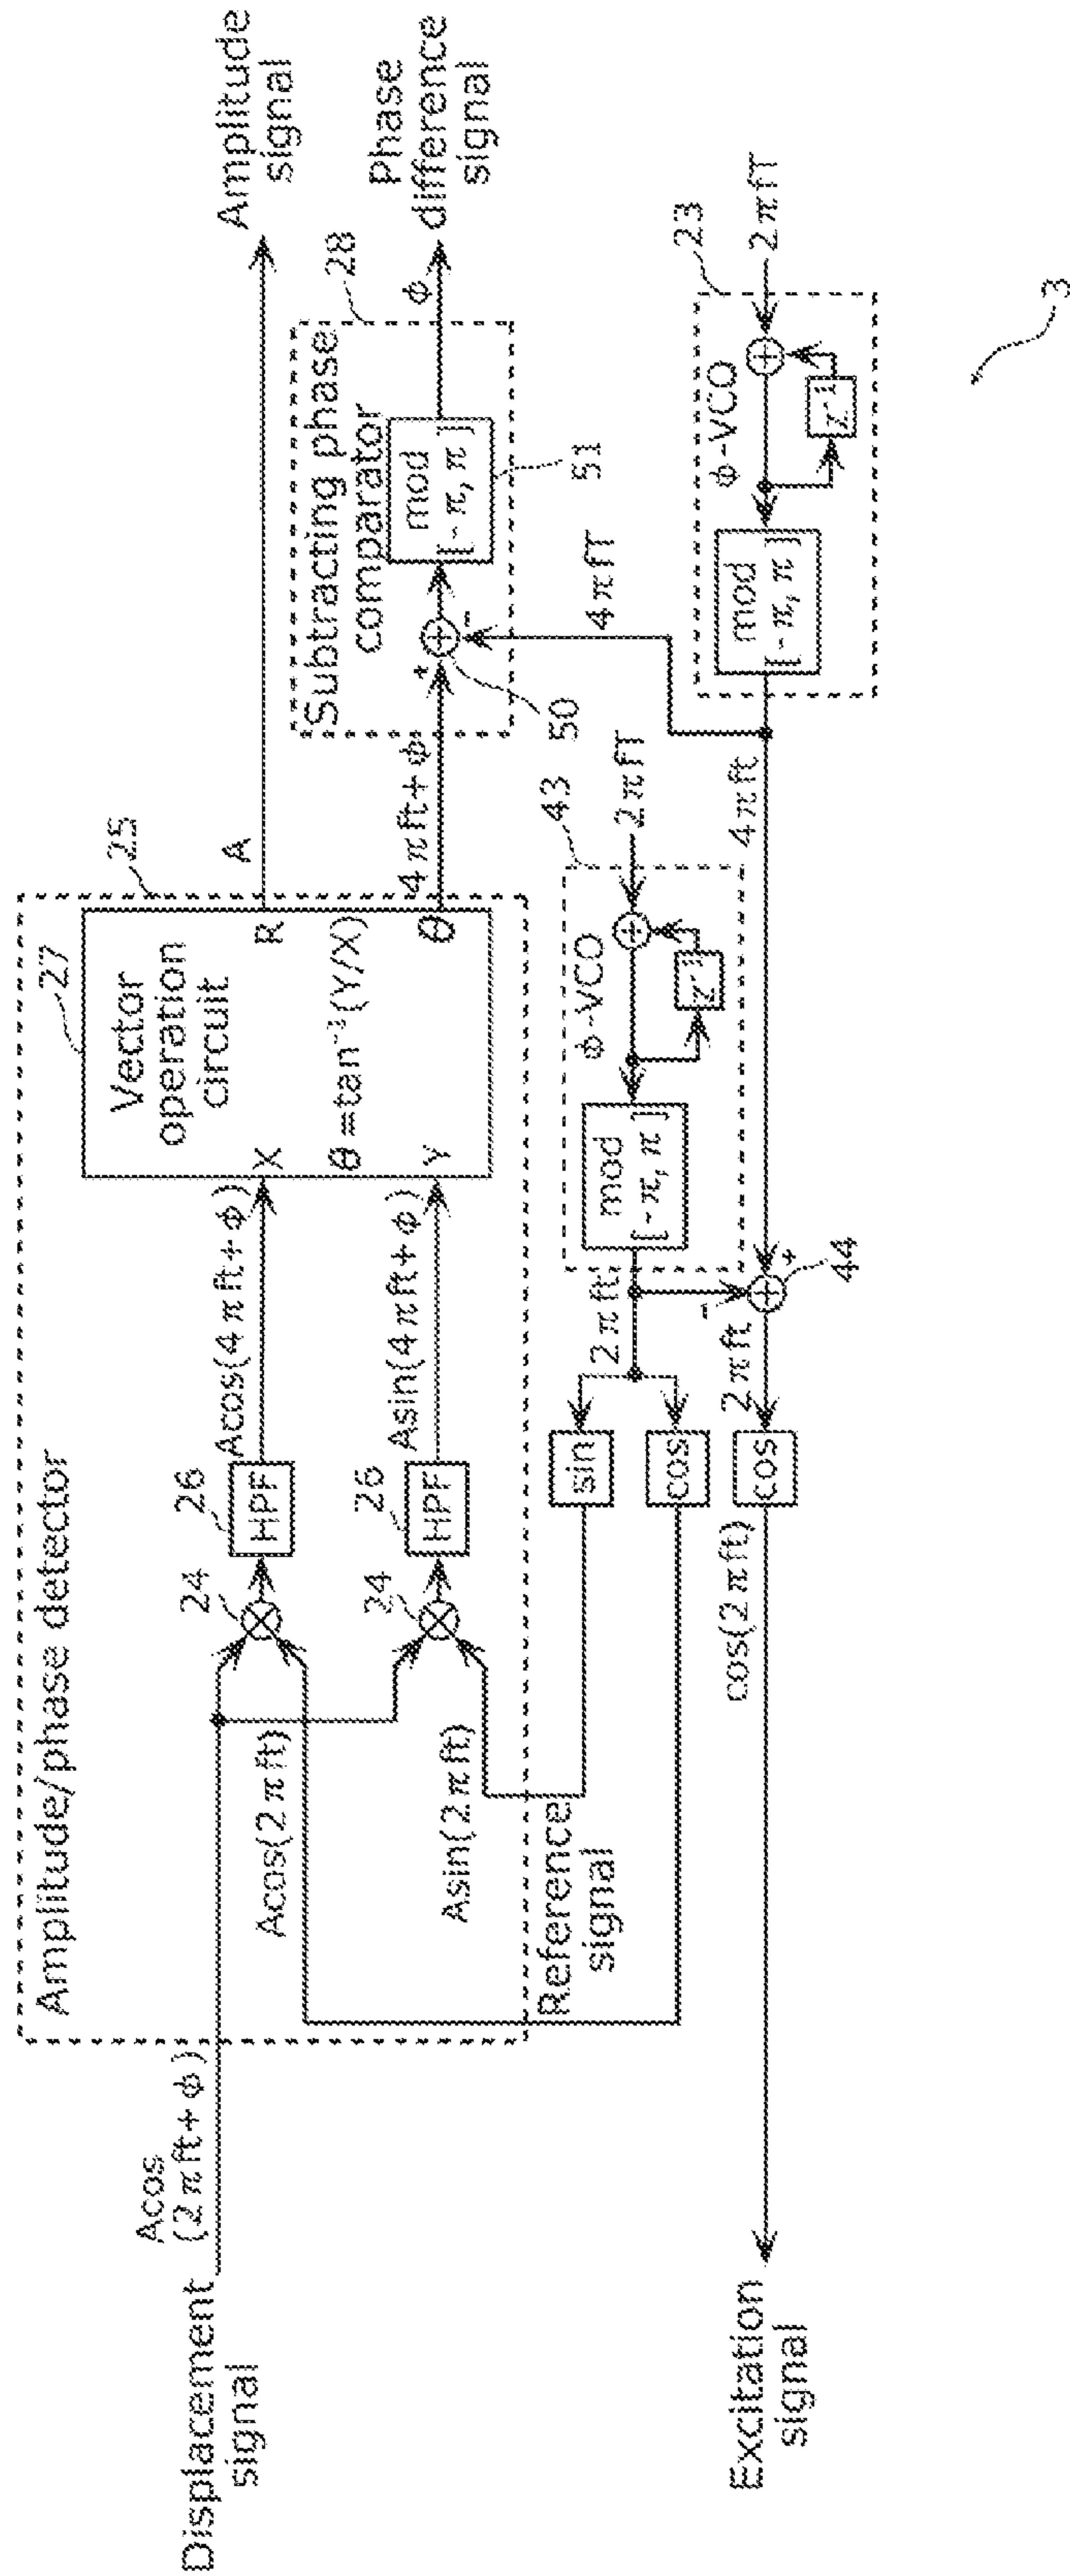 Displacement
signal
Acos
(2πft+ϕ)
Amplitude/phase detector
25
24
26
HPF
Acos(4πft+ϕ)
27
Vector
operation
circuit
X
R
θ=tan⁻¹(Y/X)
Y
θ
A
Amplitude
signal
24
26
HPF
Asin(4πft+ϕ)
4πft+ϕ
Acos(2πft)
Asin(2πft)
Subtracting phase
comparator
28
+
-
50
mod
[-π, π]
51
ϕ
Phase
difference
signal
4πfT
Reference
signal
sin
cos
2πft
43
ϕ-VCO
mod
[-π, π]
+
z⁻¹
2πfT
Excitation
signal
cos(2πft)
cos
2πft
-
+
44
4πft
23
ϕ-VCO
mod
[-π, π]
z⁻¹
2πfT
3